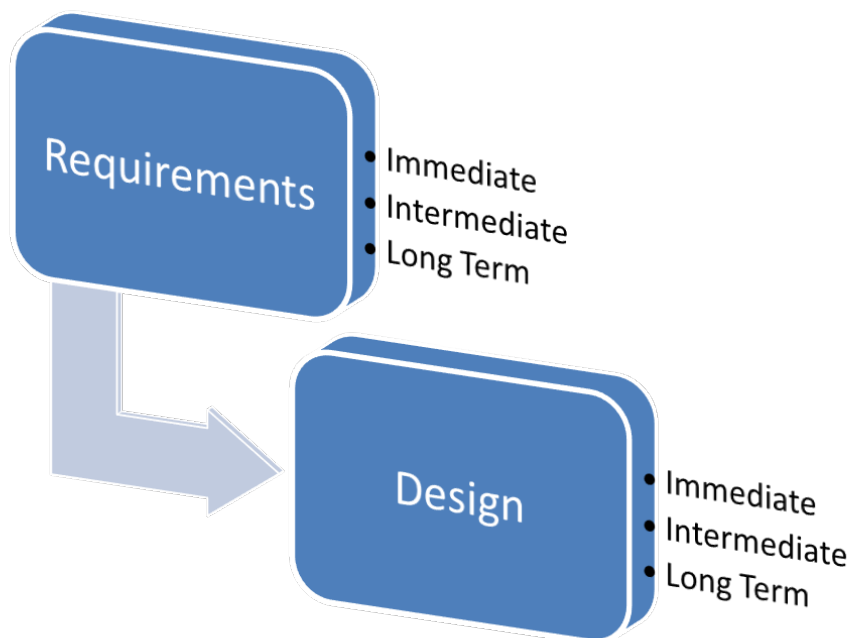 Requirements
• Immediate
• Intermediate
• Long Term
Design
• Immediate
• Intermediate
• Long Term